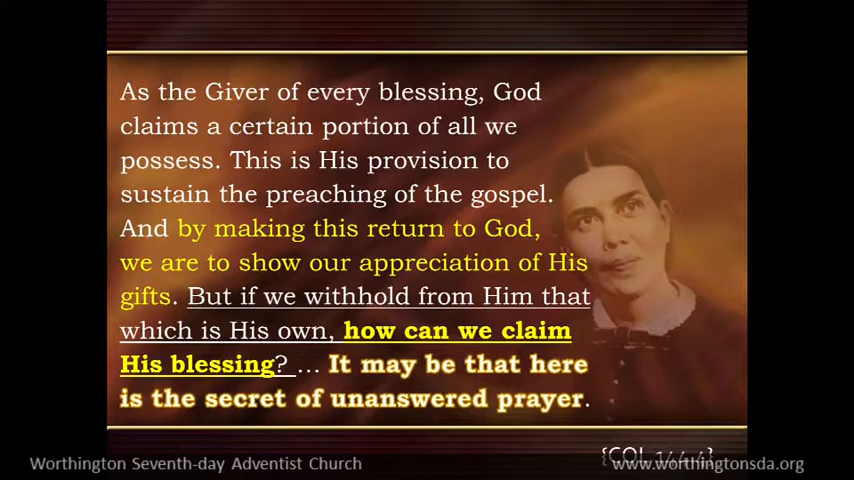 As the Giver of every blessing, God
claims a certain portion of all we
possess. This is His provision to
sustain the preaching of the gospel.
And by making this return to God,
we are to show our appreciation of His
gifts. But if we withhold from Him that
which is His own, how can we claim
His blessing? ... It may be that here
is the secret of unanswered prayer.
{COL 144.4}
Worthington Seventh-day Adventist Church
www.worthingtonsda.org